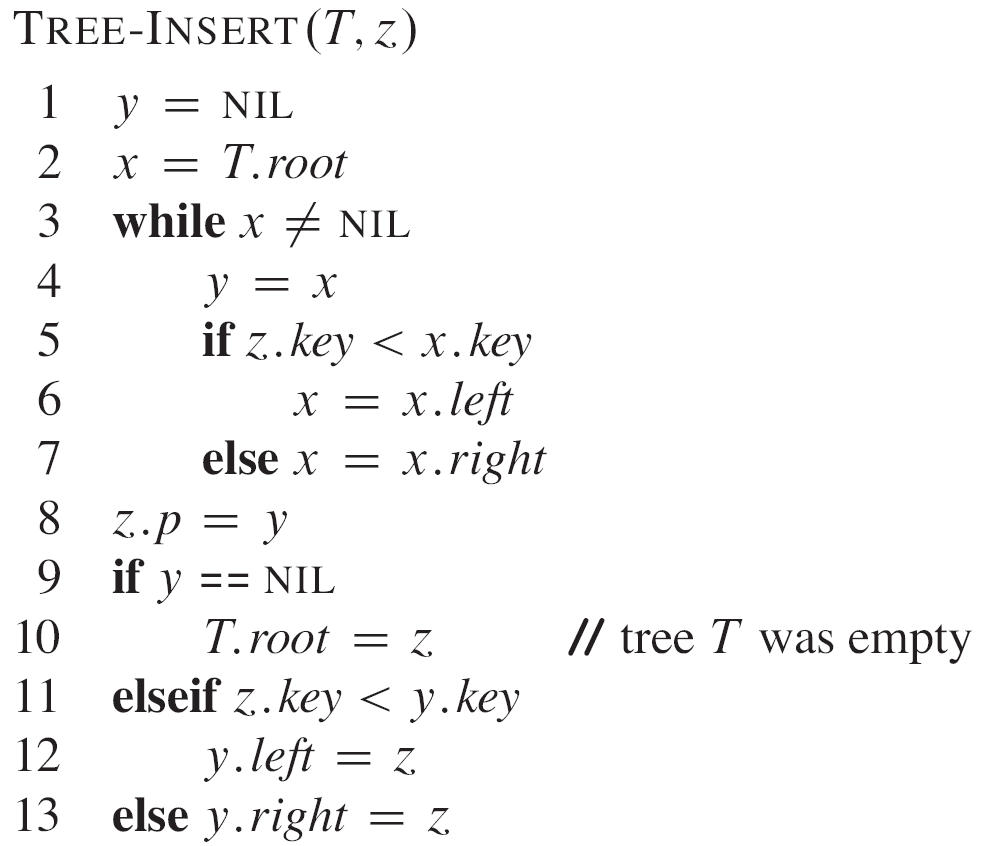 TREE-INSERT(T, z)
1 y = NIL
2 x = T.root
3 while x ≠ NIL
4 y = x
5 if z.key < x.key
6 x = x.left
7 else x = x.right
8 z.p = y
9 if y == NIL
10 T.root = z // tree T was empty
11 elseif z.key < y.key
12 y.left = z
13 else y.right = z